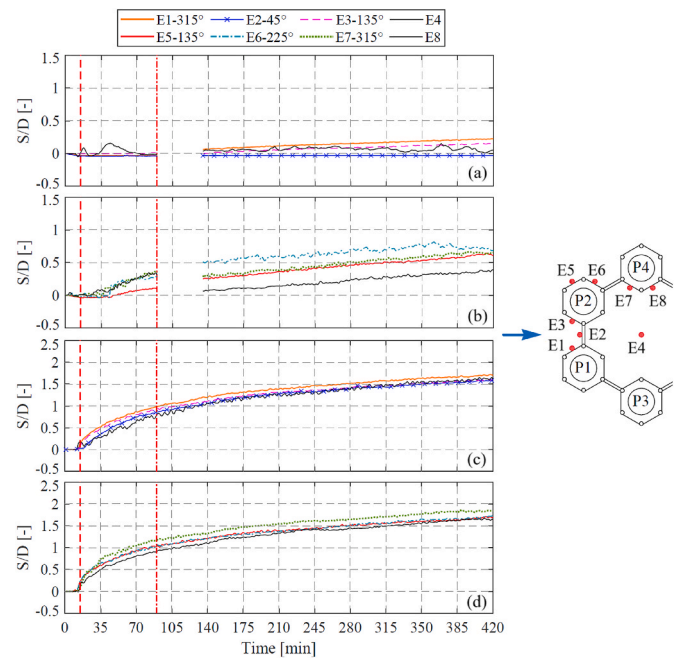 E1-315° E2-45° E3-135° E4
E5-135° E6-225° E7-315° E8
S/D [-]
1.5
1
0.5
0
-0.5
(a)
S/D [-]
1.5
1
0.5
0
-0.5
(b)
S/D [-]
2.5
2
1.5
1
0.5
0
-0.5
(c)
S/D [-]
2.5
2
1.5
1
0.5
0
-0.5
(d)
0 35 70 105 140 175 210 245 280 315 350 385 420
Time [min]
E5 E6 P4
P2 E7 E8
E3
E2 E4
E1
P1
P3